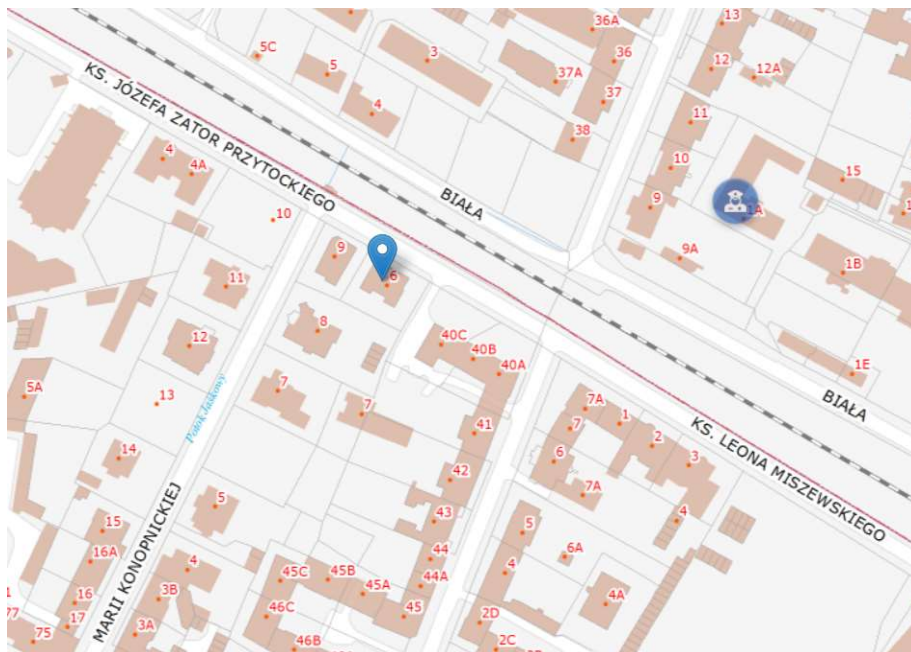 36A
13
5C
3
36
12
5
37A
12A
4
37
11
38
KS. JÓZEFA ZATOR PRZYTOCKIEGO
4
4A
10
15
BIAŁA
9
1A
10
9
9A
1B
6
11
8
40C
12
40B
40A
1E
5A
13
7
7
7A
1
BIAŁA
41
7
2
KS. LEONA MISZEWSKIEGO
Potok Jaśkowy
6
3
14
42
7A
5
43
5
4
15
MARII KONOPNICKIEJ
16A
4
45C
45B
44
6A
4
3B
45A
44A
4A
16
46C
45
2D
17
3A
75
46B
2C